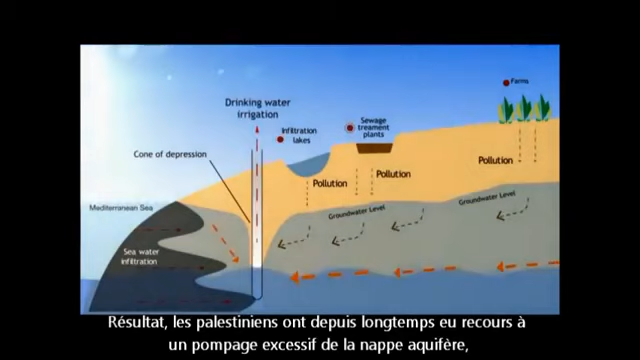 Farms
Drinking water
irrigation
Infiltration
lakes
Sewage
treament
plants
Cone of depression
Pollution
Pollution
Pollution
Mediterranean Sea
Groundwater Level
Groundwater Level
Sea water
infiltration
Résultat, les palestiniens ont depuis longtemps eu recours à
un pompage excessif de la nappe aquifère,